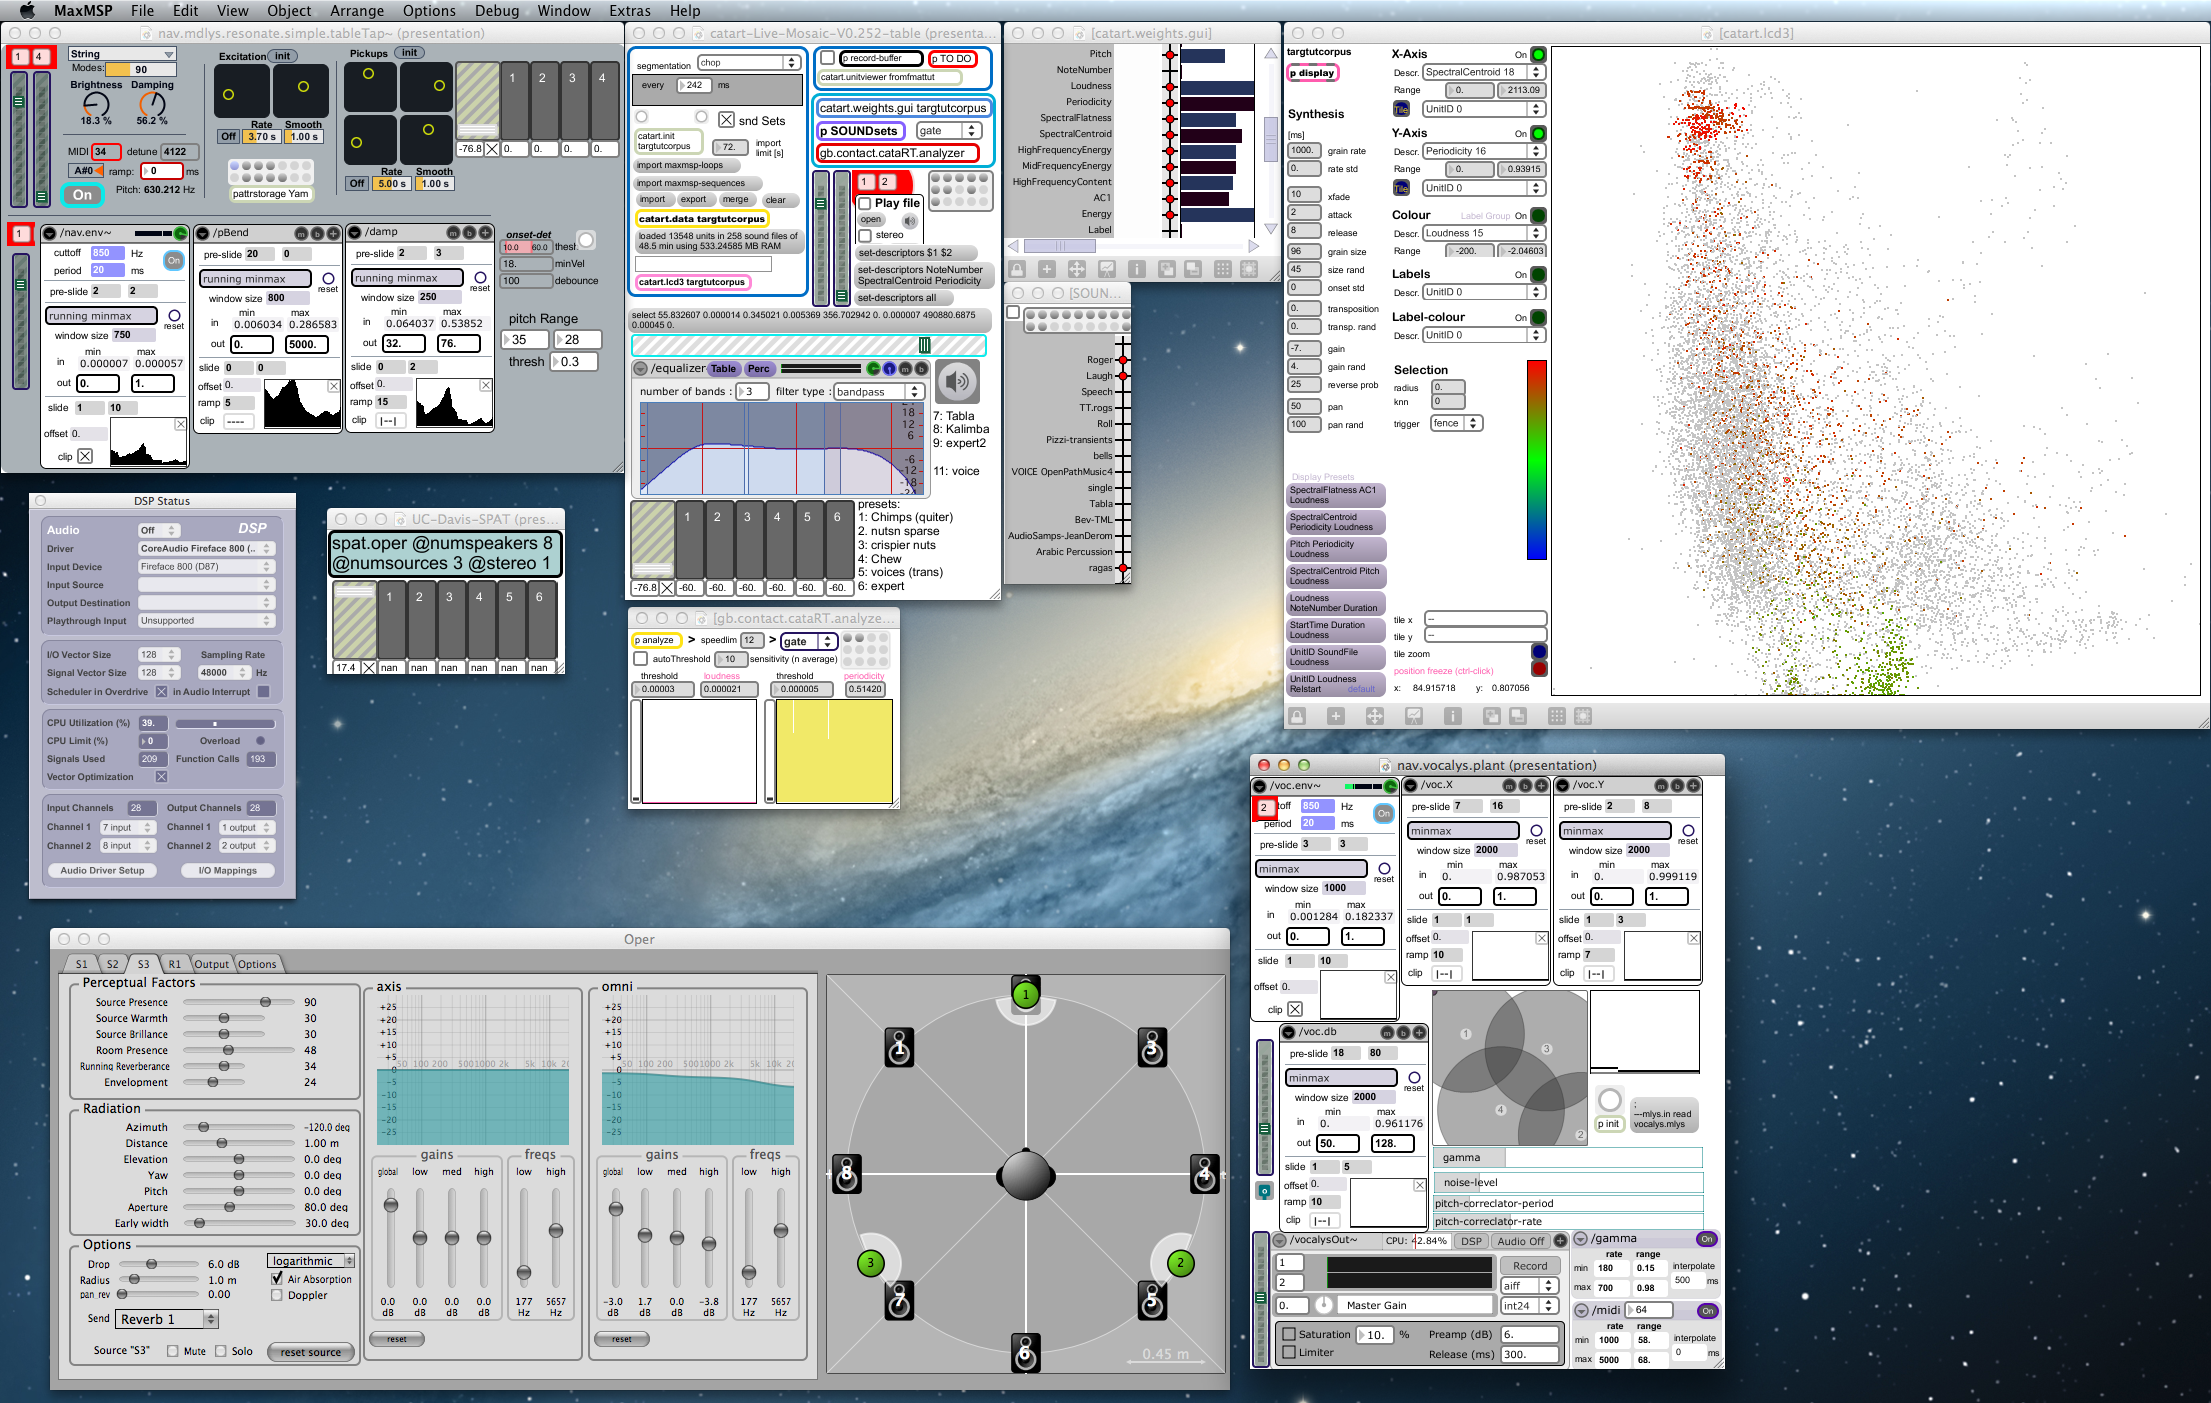 MaxMSP File Edit View Object Arrange Options Debug Window Extras Help
nav.mdlys.resonate.simple.tableTap~ (presentation)
1 4
String
Modes: 90
Brightness Damping
18.3 % 56.2 %
MIDI 34 detune 4122
A#0 ramp: 0 ms
On Pitch: 630.212 Hz
Excitation init
Rate Smooth
Off 3.70 s 1.00 s
pattrstorage Yam
Pickups init
Rate Smooth
Off 5.00 s 1.00 s
1 2 3 4
-76.8 0. 0. 0. 0.
1
/nav.env~
cuttoff 850 Hz
period 20 ms
On
pre-slide 2 2
running minmax
reset
window size 750
min max
in 0.000007 0.000057
out 0. 1.
slide 1 10
offset 0.
clip
/pBend m b +
pre-slide 20 0
running minmax
reset
window size 800
min max
in 0.006034 0.286583
out 0. 5000.
slide 0 0
offset 0.
ramp 5
clip ----
/damp m b +
pre-slide 2 3
running minmax
reset
window size 250
min max
in 0.064037 0.53852
out 32. 76.
slide 0 2
offset 0.
ramp 15
clip |--|
onset-det
10.0 60.0 thesh
18. minVel
100 debounce
pitch Range
35 28
thresh 0.3
catart-Live-Mosaic-V0.252-table (presenta...
segmentation chop
every 242 ms
snd Sets
catart.init
targtutcorpus
72. import
limit [s]
import maxmsp-loops
import maxmsp-sequences
import export merge clear
catart.data targtutcorpus
loaded 13548 units in 258 sound files of
48.5 min using 533.24585 MB RAM
catart.lcd3 targtutcorpus
p record-buffer p TO DO
catart.unitviewer fromfmattut
catart.weights.gui targtutcorpus
p SOUNDsets gate
gb.contact.cataRT.analyzer
1 2
Play file
open
stereo
set-descriptors $1 $2
set-descriptors NoteNumber
SpectralCentroid Periodicity
set-descriptors all
select 55.832607 0.000014 0.345021 0.005369 356.702942 0. 0.000007 490880.6875
0.00045 0.
/equalizer Table Perc m b
number of bands : 3 filter type : bandpass
18
12
6
-6
-12
-18
7: Tabla
8: Kalimba
9: expert2
11: voice
1 2 3 4 5 6
-76.8 -60. -60. -60. -60. -60. -60.
presets:
1: Chimps (quiter)
2: nutsn sparse
3: crispier nuts
4: Chew
5: voices (trans)
6: expert
[catart.weights.gui]
Pitch
NoteNumber
Loudness
Periodicity
SpectralFlatness
SpectralCentroid
HighFrequencyEnergy
MidFrequencyEnergy
HighFrequencyContent
AC1
Energy
Label
[SOUN...
Roger
Laugh
Speech
TT.rogs
Roll
Pizzi-transients
bells
VOICE OpenPathMusic4
single
Tabla
Bev-TML
AudioSamps-JeanDerom
Arabic Percussion
ragas
[catart.lcd3]
targtutcorpus
p display
Synthesis
[ms]
1000. grain rate
0. rate std
10 xfade
2 attack
8 release
96 grain size
45 size rand
0 onset std
0. transposition
0. transp. rand
-7. gain
4. gain rand
25 reverse prob
50 pan
100 pan rand
Display Presets
SpectralFlatness AC1
Loudness
SpectralCentroid
Periodicity Loudness
Pitch Periodicity
Loudness
SpectralCentroid Pitch
Loudness
Loudness
NoteNumber Duration
StartTime Duration
Loudness
UnitID SoundFile
Loudness
UnitID Loudness
Relstart default
X-Axis On
Descr. SpectralCentroid 18
Range 0. 2113.09
Tile UnitID 0
Y-Axis On
Descr. Periodicity 16
Range 0. 0.93915
Tile UnitID 0
Colour Label Group On
Descr. Loudness 15
Range -200. -2.04603
Labels On
Descr. UnitID 0
Label-colour On
Descr. UnitID 0
Selection
radius 0.
knn 0
trigger fence
tile x --
tile y --
tile zoom
position freeze (ctrl-click)
x: 84.915718 y: 0.807056
DSP Status
Audio Off DSP
Driver CoreAudio Fireface 800 (..
Input Device Fireface 800 (D87)
Input Source
Output Destination
Playthrough Input Unsupported
I/O Vector Size 128 Sampling Rate
Signal Vector Size 128 48000 Hz
Scheduler in Overdrive in Audio Interrupt
CPU Utilization (%) 39.
CPU Limit (%) 0 Overload
Signals Used 209 Function Calls 193
Vector Optimization
Input Channels 28 Output Channels 28
Channel 1 7 input Channel 1 1 output
Channel 2 8 input Channel 2 2 output
Audio Driver Setup I/O Mappings
UC-Davis-SPAT (pres...
spat.oper @numspeakers 8
@numsources 3 @stereo 1
1 2 3 4 5 6
17.4 nan nan nan nan nan nan
[gb.contact.cataRT.analyze...
p analyze > speedlim 12 > gate
autoThreshold 10 sensitivity (n average)
threshold loudness threshold periodicity
0.00003 0.000021 0.000005 0.51420
Oper
S1 S2 S3 R1 Output Options
Perceptual Factors
Source Presence 90
Source Warmth 30
Source Brillance 30
Room Presence 48
Running Reverberance 34
Envelopment 24
Radiation
Azimuth -120.0 deg
Distance 1.00 m
Elevation 0.0 deg
Yaw 0.0 deg
Pitch 0.0 deg
Aperture 80.0 deg
Early width 30.0 deg
Options
Drop 6.0 dB logarithmic
Radius 1.0 m Air Absorption
pan_rev 0.00 Doppler
Send Reverb 1
Source "S3" Mute Solo reset source
axis
+25
+20
+15
+10
+5
50 100 200 500 1000 2k 5k 10k 20
0
-5
-10
-15
-20
-25
gains freqs
global low med high low high
0.0 0.0 0.0 0.0 177 5657
dB dB dB dB Hz Hz
reset
omni
+25
+20
+15
+10
+5
50 100 200 500 1000 2k 5k 10k 20
0
-5
-10
-15
-20
-25
gains freqs
global low med high low high
-3.0 1.7 0.0 -3.8 177 5657
dB dB dB dB Hz Hz
reset
1
1 3
8 4
3 2
7 5
6
0.45 m
nav.vocalys.plant (presentation)
/voc.env~
2
toff 850 Hz
period 20 ms
On
pre-slide 3 3
minmax
reset
window size 1000
min max
in 0.001284 0.182337
out 0. 1.
slide 1 10
offset 0.
clip
/voc.X m b +
pre-slide 7 16
minmax
reset
window size 2000
min max
in 0. 0.987053
out 0. 1.
slide 1 1
offset 0.
ramp 10
clip |--|
/voc.Y m b +
pre-slide 2 8
minmax
reset
window size 2000
min max
in 0. 0.999119
out 0. 1.
slide 1 3
offset 0.
ramp 7
clip |--|
/voc.db m b +
pre-slide 18 80
minmax
reset
window size 2000
min max
in 0. 0.961176
out 50. 128.
slide 1 5
offset 0.
ramp 10
clip |--|
1
3
4
2
p init
;
---mlys.in read
vocalys.mlys
gamma
noise-level
pitch-correclator-period
pitch-correclator-rate
/vocalysOut~ CPU: 42.84% DSP Audio Off +
1
2
Record
aiff
0. Master Gain int24
Saturation 10. % Preamp (dB) 6.
Limiter Release (ms) 300.
/gamma On
rate range
min 180 0.15 interpolate
max 700 0.98 500 ms
/midi 64 On
rate range
min 1000 58. interpolate
max 5000 68. 0 ms